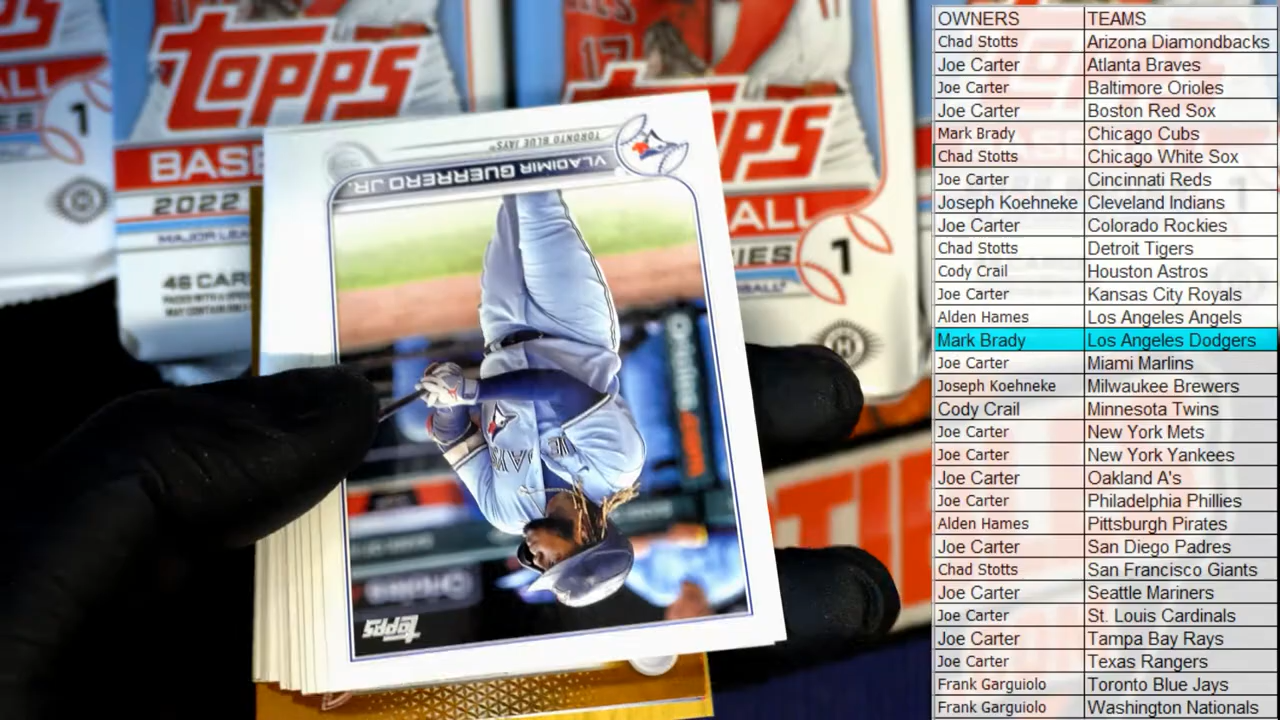 TOPPS
BASE
2022
MAJOR LEA
46 CAR
1
ALL
ES
1
17
PS
ALL
IES 1
TORONTO BLUE JAYS
VLADIMIR GUERRERO JR.
TOPPS
OWNERS TEAMS
Chad Stotts Arizona Diamondbacks
Joe Carter Atlanta Braves
Joe Carter Baltimore Orioles
Joe Carter Boston Red Sox
Mark Brady Chicago Cubs
Chad Stotts Chicago White Sox
Joe Carter Cincinnati Reds
Joseph Koehneke Cleveland Indians
Joe Carter Colorado Rockies
Chad Stotts Detroit Tigers
Cody Crail Houston Astros
Joe Carter Kansas City Royals
Alden Hames Los Angeles Angels
Mark Brady Los Angeles Dodgers
Joe Carter Miami Marlins
Joseph Koehneke Milwaukee Brewers
Cody Crail Minnesota Twins
Joe Carter New York Mets
Joe Carter New York Yankees
Joe Carter Oakland A's
Joe Carter Philadelphia Phillies
Alden Hames Pittsburgh Pirates
Joe Carter San Diego Padres
Chad Stotts San Francisco Giants
Joe Carter Seattle Mariners
Joe Carter St. Louis Cardinals
Joe Carter Tampa Bay Rays
Joe Carter Texas Rangers
Frank Garguiolo Toronto Blue Jays
Frank Garguiolo Washington Nationals